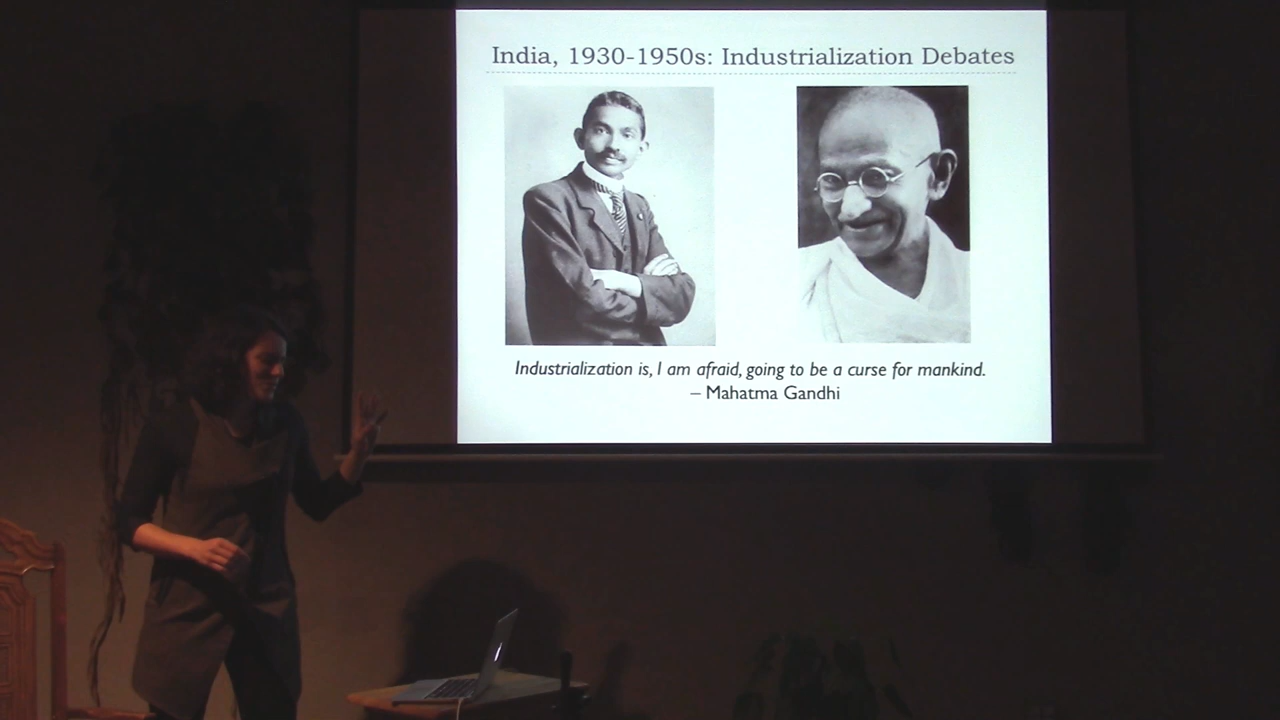 India, 1930-1950s: Industrialization Debates
Industrialization is, I am afraid, going to be a curse for mankind.
– Mahatma Gandhi